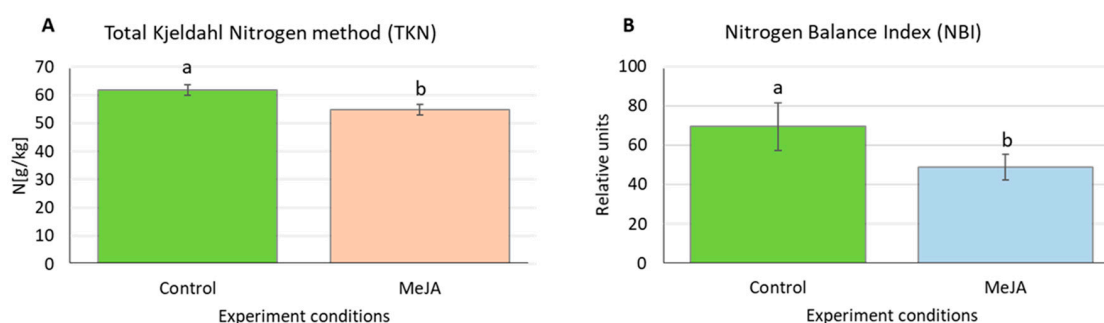 A
Total Kjeldahl Nitrogen method (TKN)
70
60
50
40
30
20
10
0
N[g/kg]
a
b
Control
MeJA
Experiment conditions
B
Nitrogen Balance Index (NBI)
100
80
60
40
20
0
Relative units
a
b
Control
MeJA
Experiment conditions